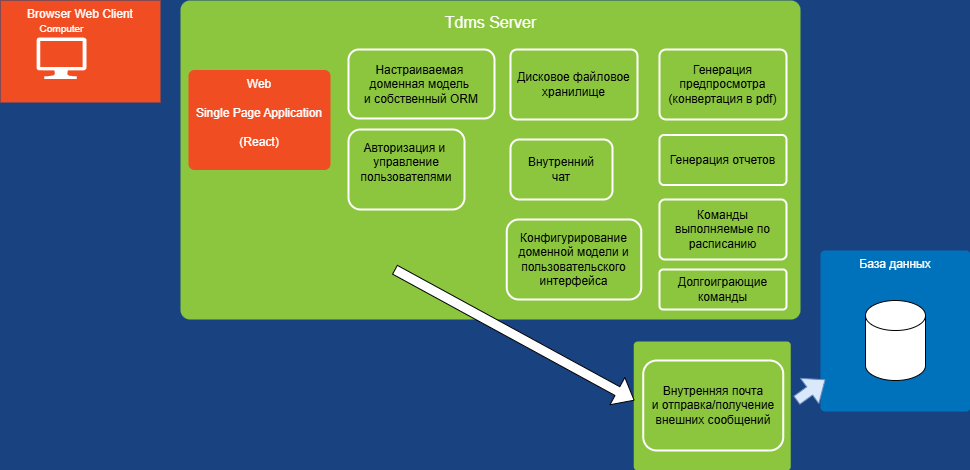 Browser Web Client
Computer
Tdms Server
Web
Single Page Application
(React)
Настраиваемая
доменная модель
и собственный ORM
Дисковое файловое
хранилище
Генерация
предпросмотра
(конвертация в pdf)
Авторизация и
управление
пользователями
Внутренний
чат
Генерация отчетов
Конфигурирование
доменной модели и
пользовательского
интерфейса
Команды
выполняемые по
расписанию
Долгоиграющие
команды
База данных
Внутренняя почта
и отправка/получение
внешних сообщений